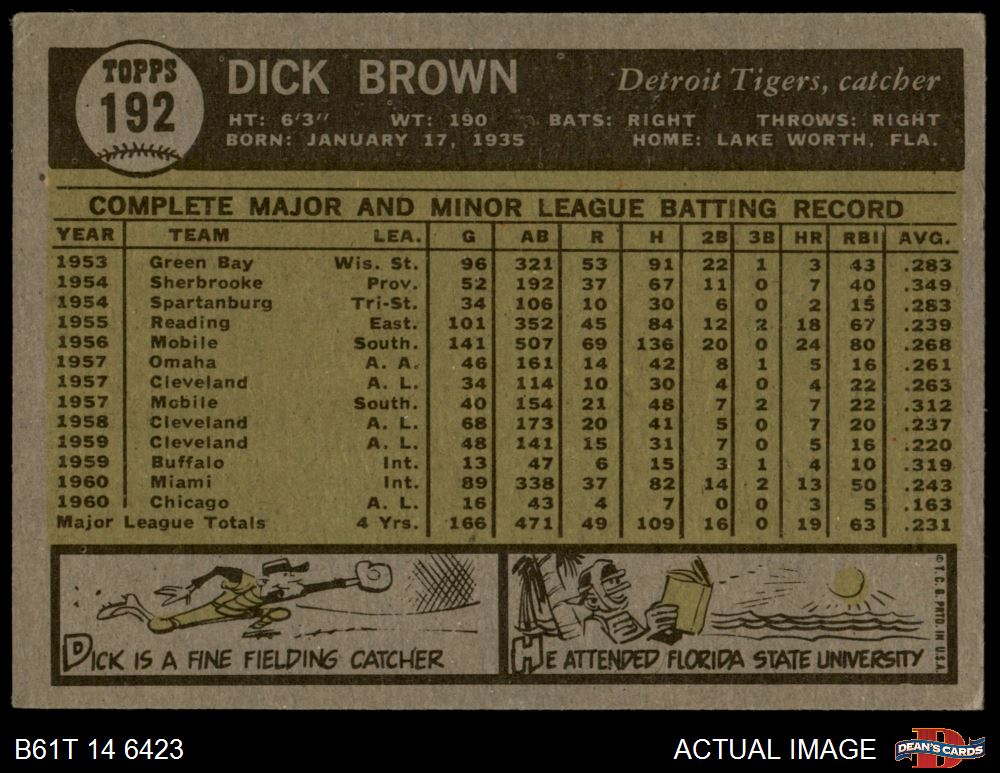 TOPPS
192
DICK BROWN
Detroit Tigers, catcher
HT: 6'3" WT: 190 BATS: RIGHT THROWS: RIGHT
BORN: JANUARY 17, 1935 HOME: LAKE WORTH, FLA.
COMPLETE MAJOR AND MINOR LEAGUE BATTING RECORD
YEAR TEAM LEA. G AB R H 2B 3B HR RBI AVG.
1953 Green Bay Wis. St. 96 321 53 91 22 1 3 43 .283
1954 Sherbrooke Prov. 52 192 37 67 11 0 7 40 .349
1954 Spartanburg Tri-St. 34 106 10 30 6 0 2 15 .283
1955 Reading East. 101 352 45 84 12 2 18 67 .239
1956 Mobile South. 141 507 69 136 20 0 24 80 .268
1957 Omaha A. A. 46 161 14 42 8 1 5 16 .261
1957 Cleveland A. L. 34 114 10 30 4 0 4 22 .263
1957 Mobile South. 40 154 21 48 7 2 7 22 .312
1958 Cleveland A. L. 68 173 20 41 5 0 7 20 .237
1959 Cleveland A. L. 48 141 15 31 7 0 5 16 .220
1959 Buffalo Int. 13 47 6 15 3 1 4 10 .319
1960 Miami Int. 89 338 37 82 14 2 13 50 .243
1960 Chicago A. L. 16 43 4 7 0 0 3 5 .163
Major League Totals 4 Yrs. 166 471 49 109 16 0 19 63 .231
DICK IS A FINE FIELDING CATCHER
HE ATTENDED FLORIDA STATE UNIVERSITY
© T. C. G. PRTD IN U.S.A.
B61T 14 6423
ACTUAL IMAGE
DEAN'S CARDS